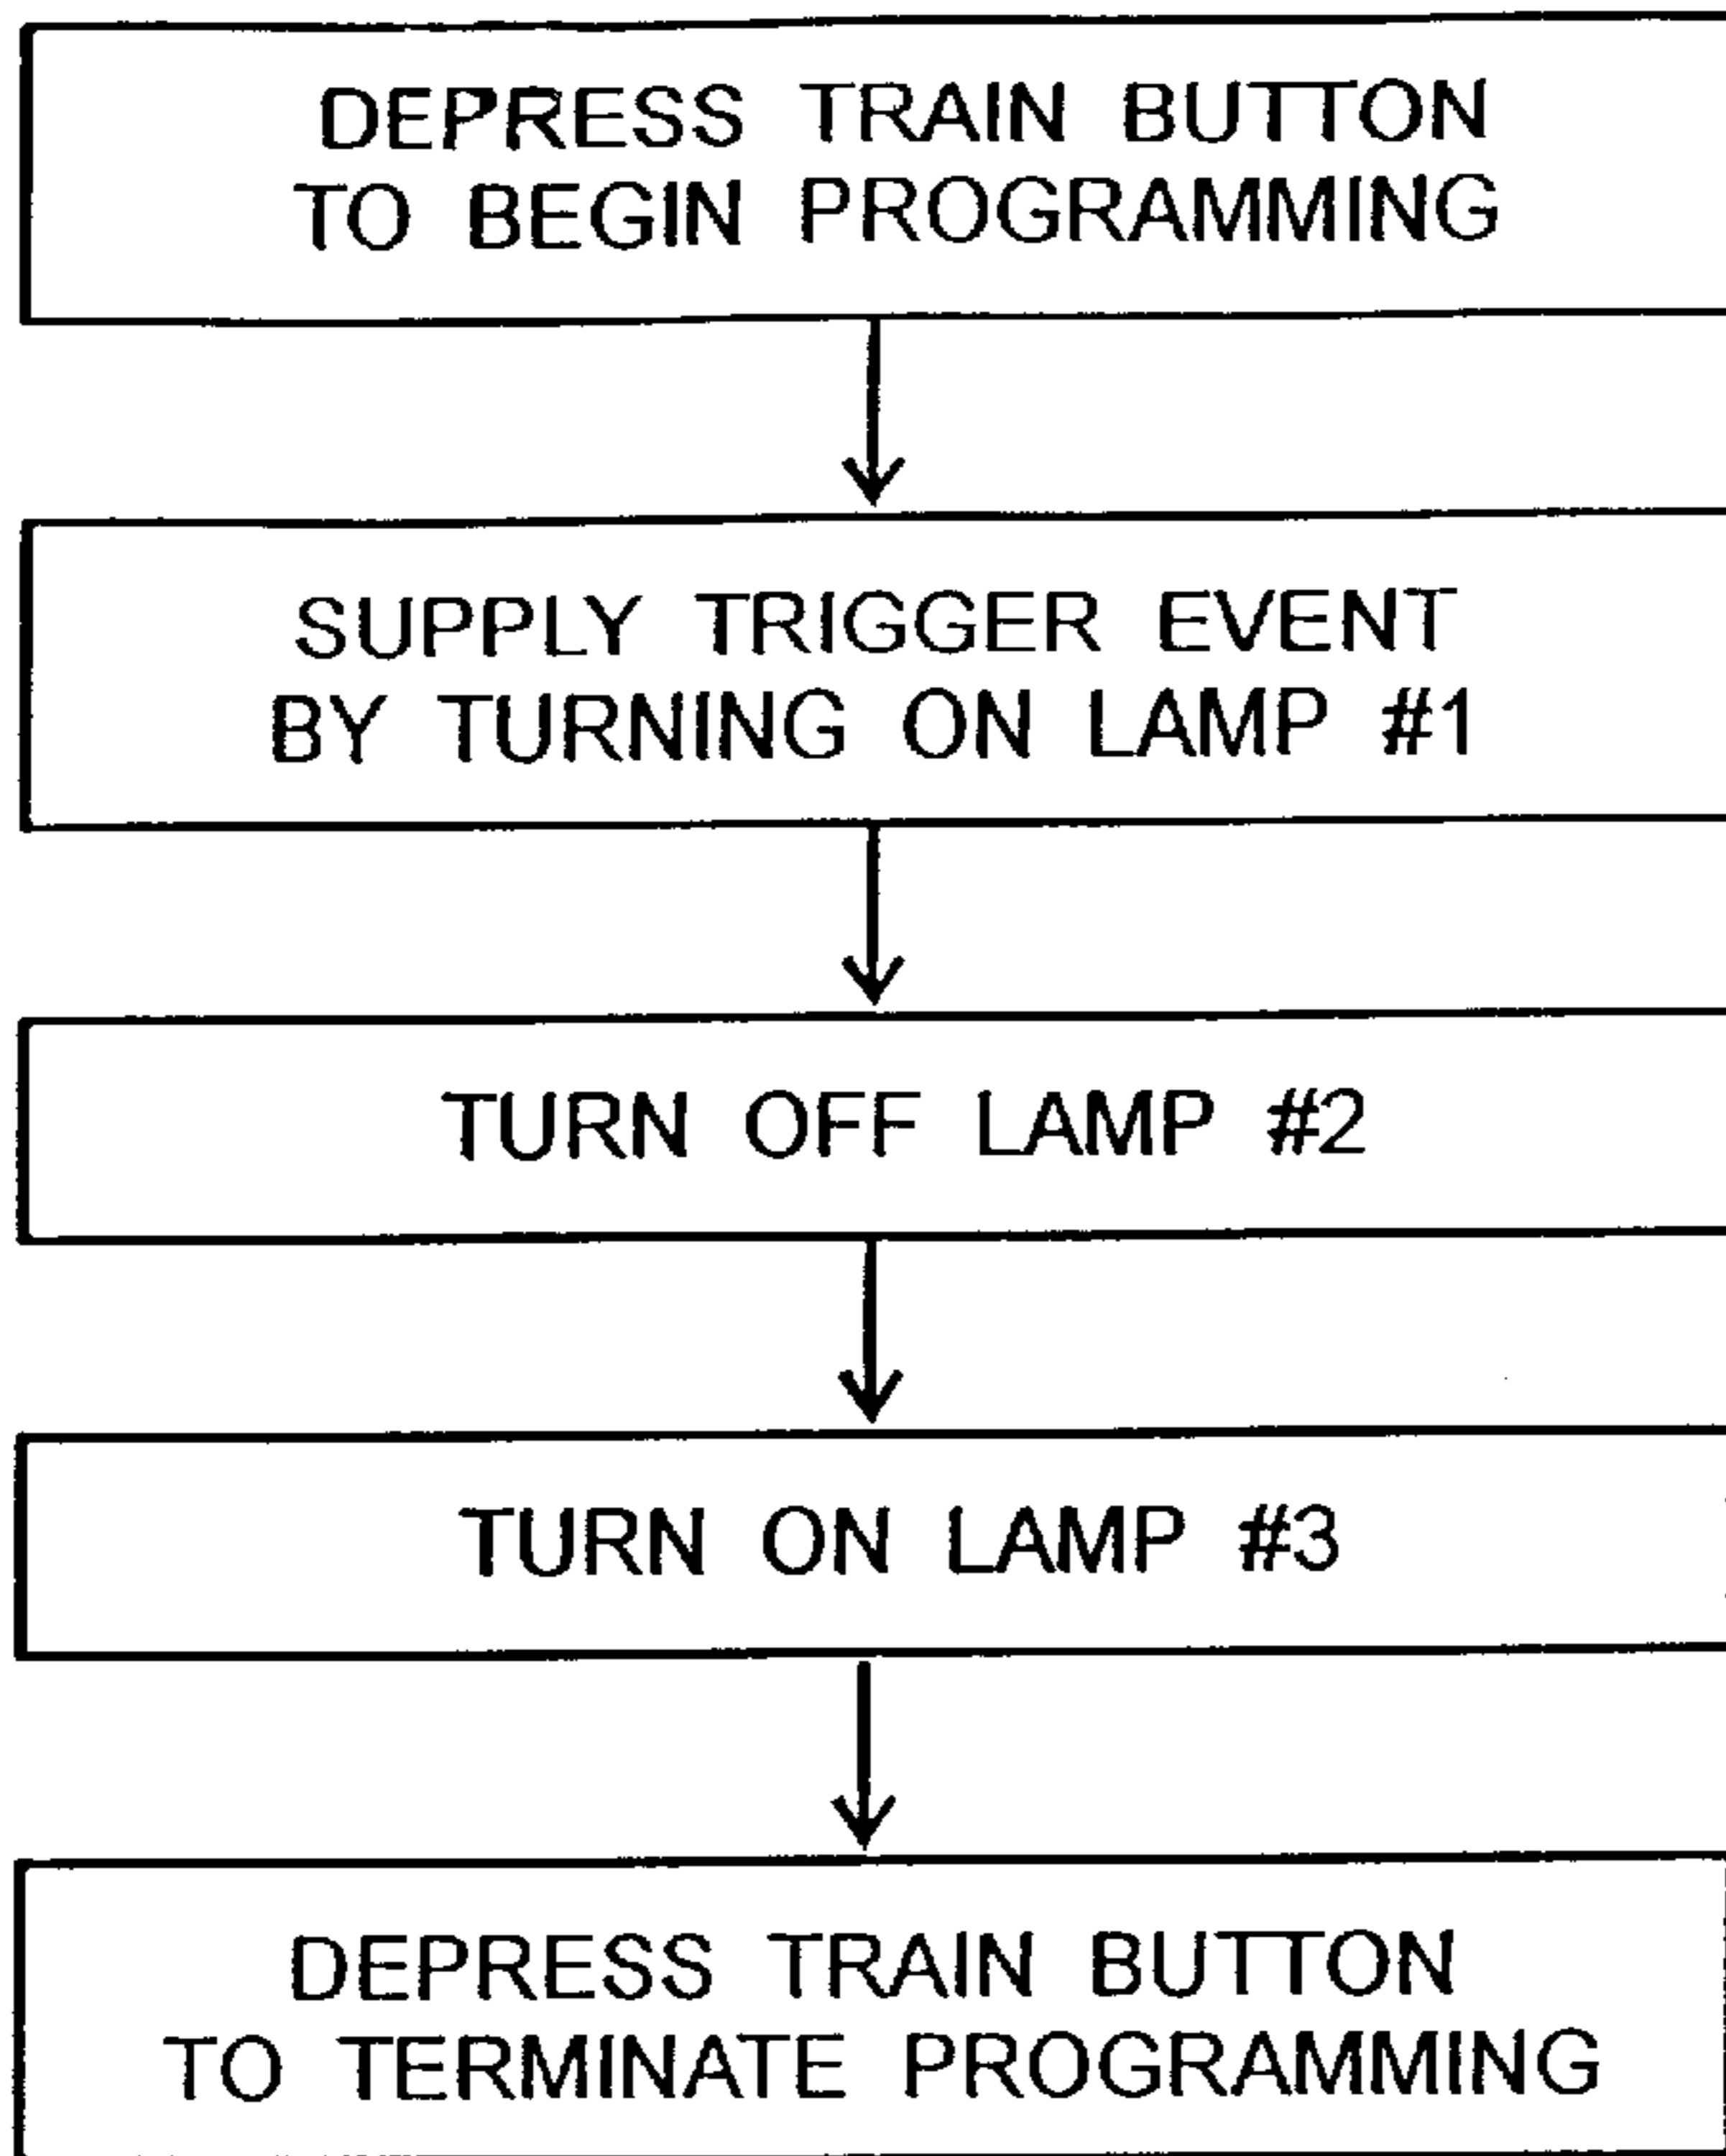 DEPRESS TRAIN BUTTON
TO BEGIN PROGRAMMING
SUPPLY TRIGGER EVENT
BY TURNING ON LAMP #1
TURN OFF LAMP #2
TURN ON LAMP #3
DEPRESS TRAIN BUTTON
TO TERMINATE PROGRAMMING